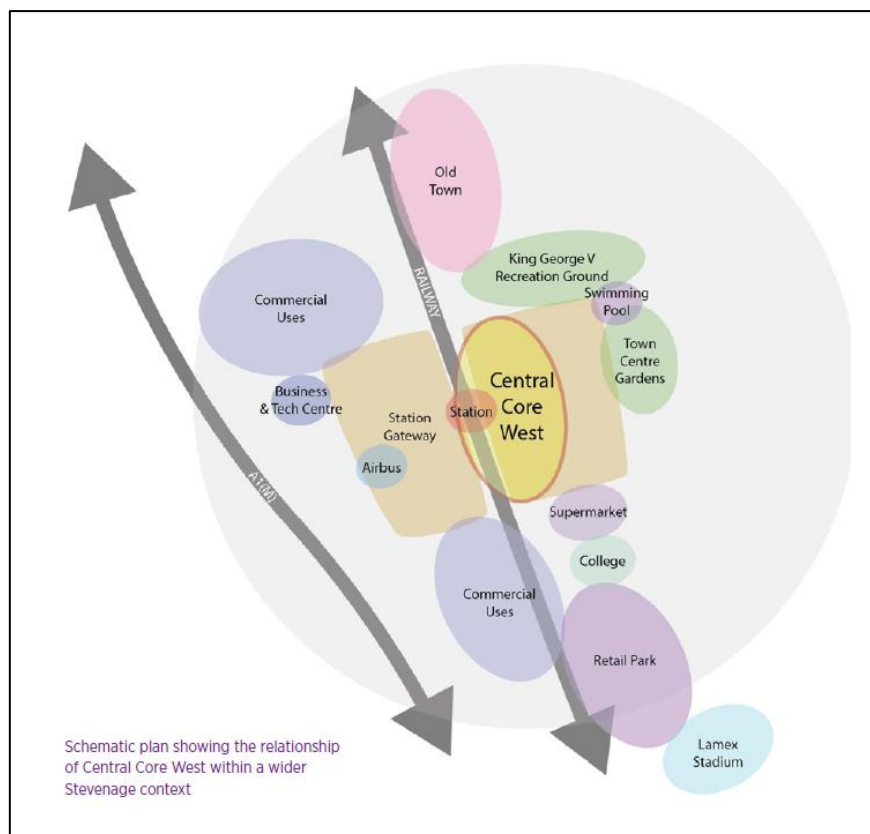 Old
Town
RAILWAY
King George V
Recreation Ground
Swimming
Pool
Commercial
Uses
Town
Centre
Gardens
Central
Core
West
Business
& Tech Centre
Station
Gateway
Station
Airbus
A1(M)
Supermarket
College
Commercial
Uses
Retail Park
Lamex
Stadium
Schematic plan showing the relationship
of Central Core West within a wider
Stevenage context